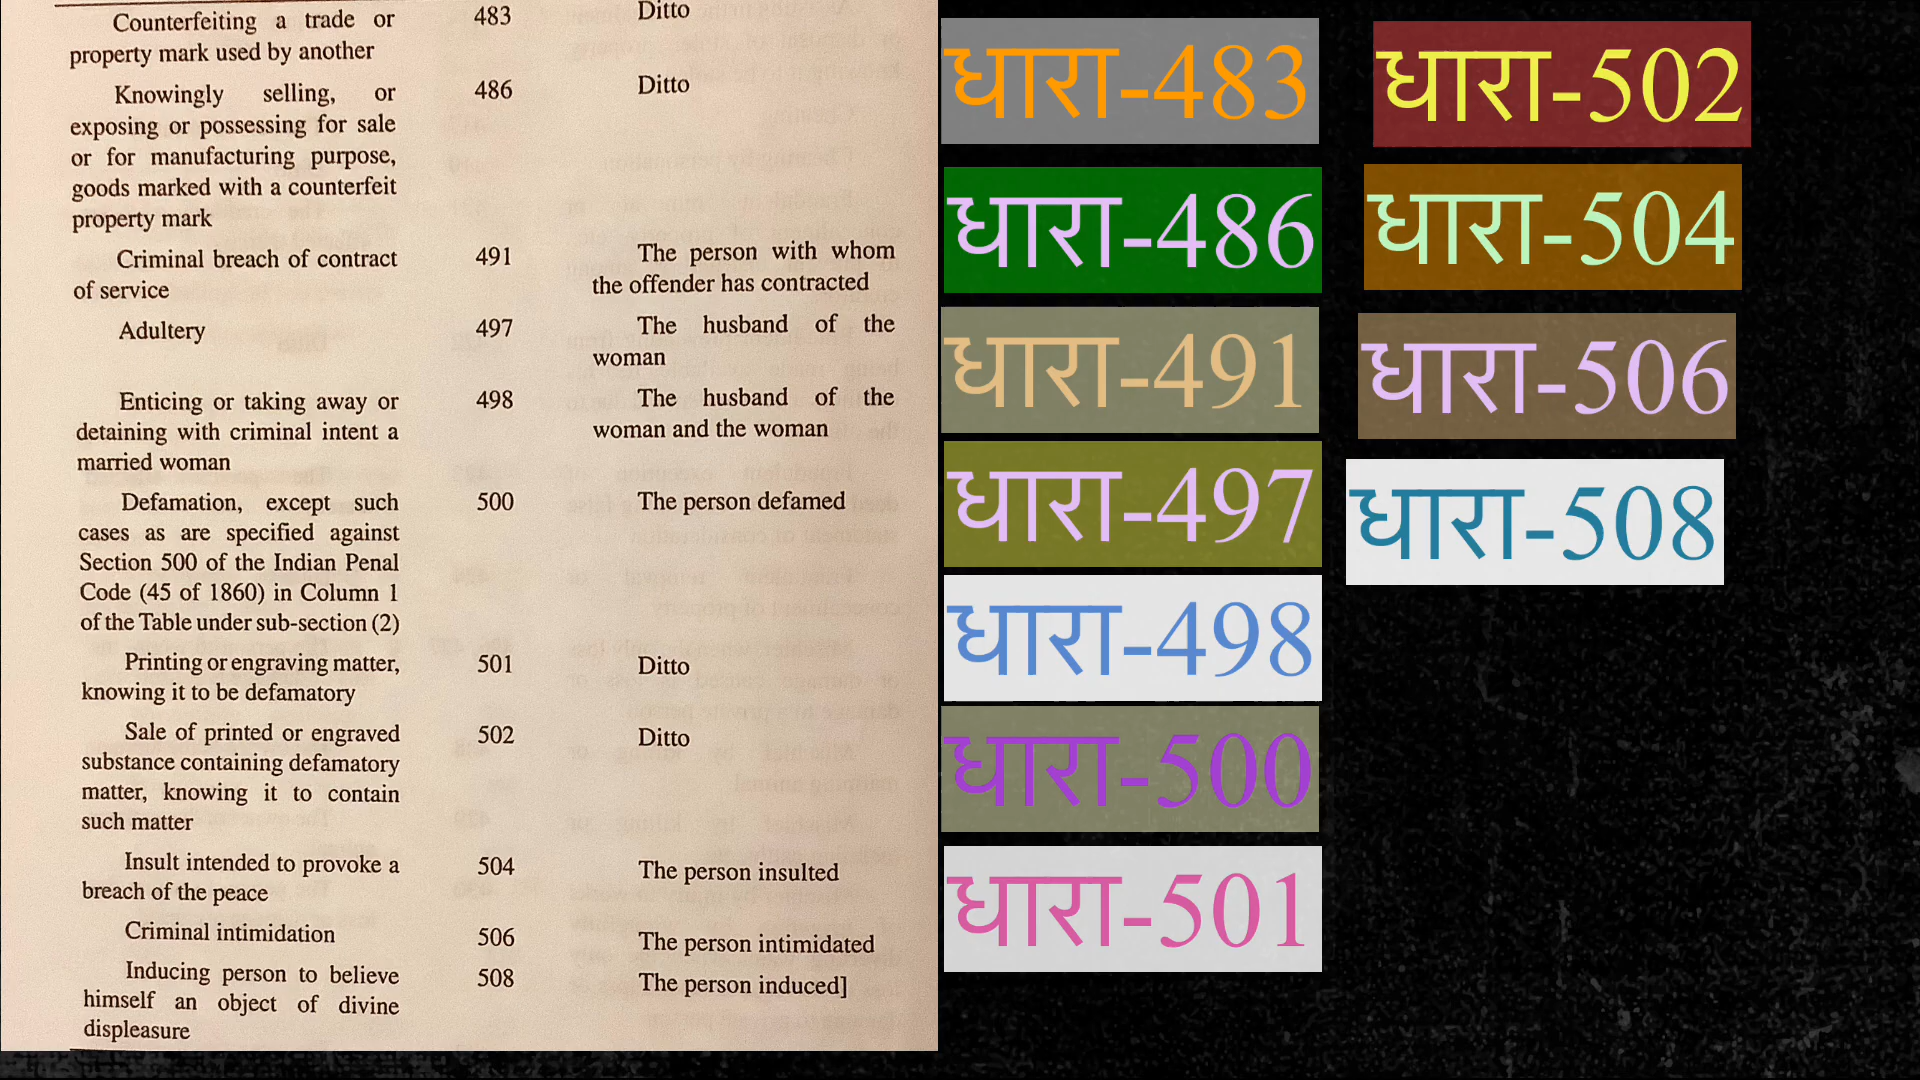 Counterfeiting a trade or 483 Ditto
property mark used by another
Knowingly selling, or 486 Ditto
exposing or possessing for sale
or for manufacturing purpose,
goods marked with a counterfeit
property mark
Criminal breach of contract 491 The person with whom
of service the offender has contracted
Adultery 497 The husband of the
woman
Enticing or taking away or 498 The husband of the
detaining with criminal intent a woman and the woman
married woman
Defamation, except such 500 The person defamed
cases as are specified against
Section 500 of the Indian Penal
Code (45 of 1860) in Column 1
of the Table under sub-section (2)
Printing or engraving matter, 501 Ditto
knowing it to be defamatory
Sale of printed or engraved 502 Ditto
substance containing defamatory
matter, knowing it to contain
such matter
Insult intended to provoke a 504 The person insulted
breach of the peace
Criminal intimidation 506 The person intimidated
Inducing person to believe 508 The person induced]
himself an object of divine
displeasure
धारा-483
धारा-486
धारा-491
धारा-497
धारा-498
धारा-500
धारा-501
धारा-502
धारा-504
धारा-506
धारा-508